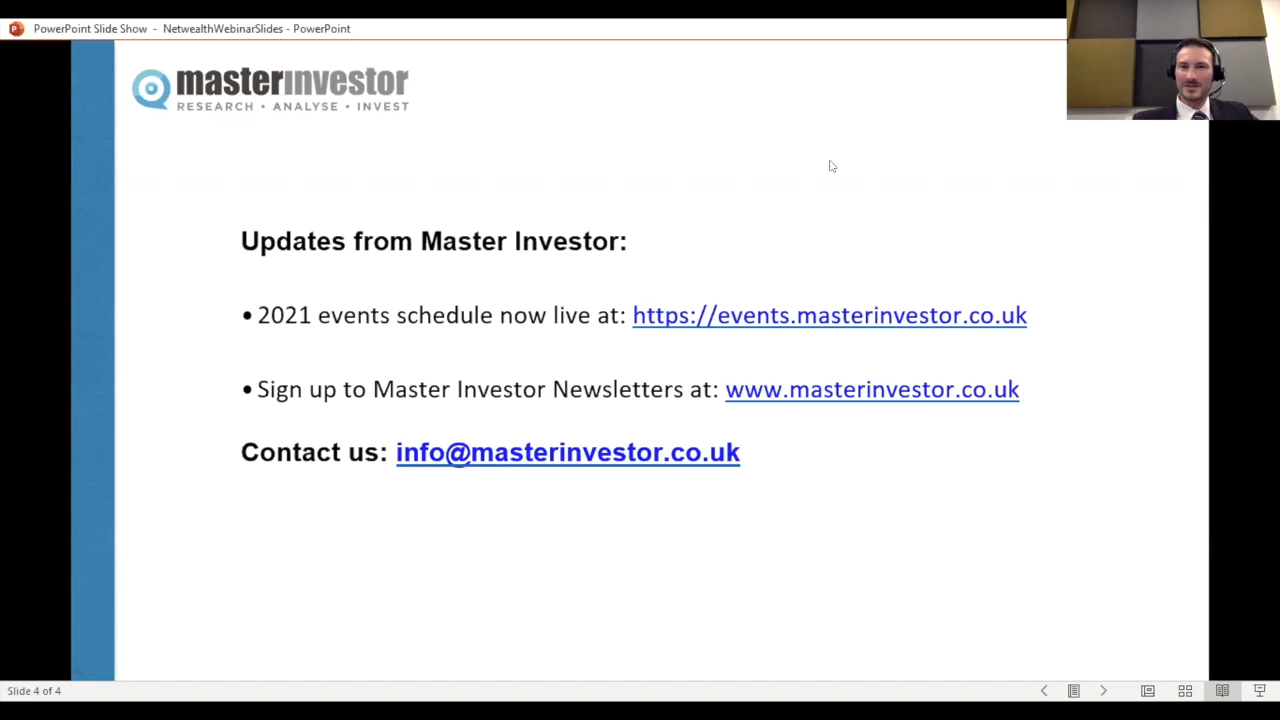 PowerPoint Slide Show - NetwealthWebinarSlides - PowerPoint
masterinvestor
RESEARCH • ANALYSE • INVEST
Updates from Master Investor:
• 2021 events schedule now live at: https://events.masterinvestor.co.uk
• Sign up to Master Investor Newsletters at: www.masterinvestor.co.uk
Contact us: info@masterinvestor.co.uk
Slide 4 of 4